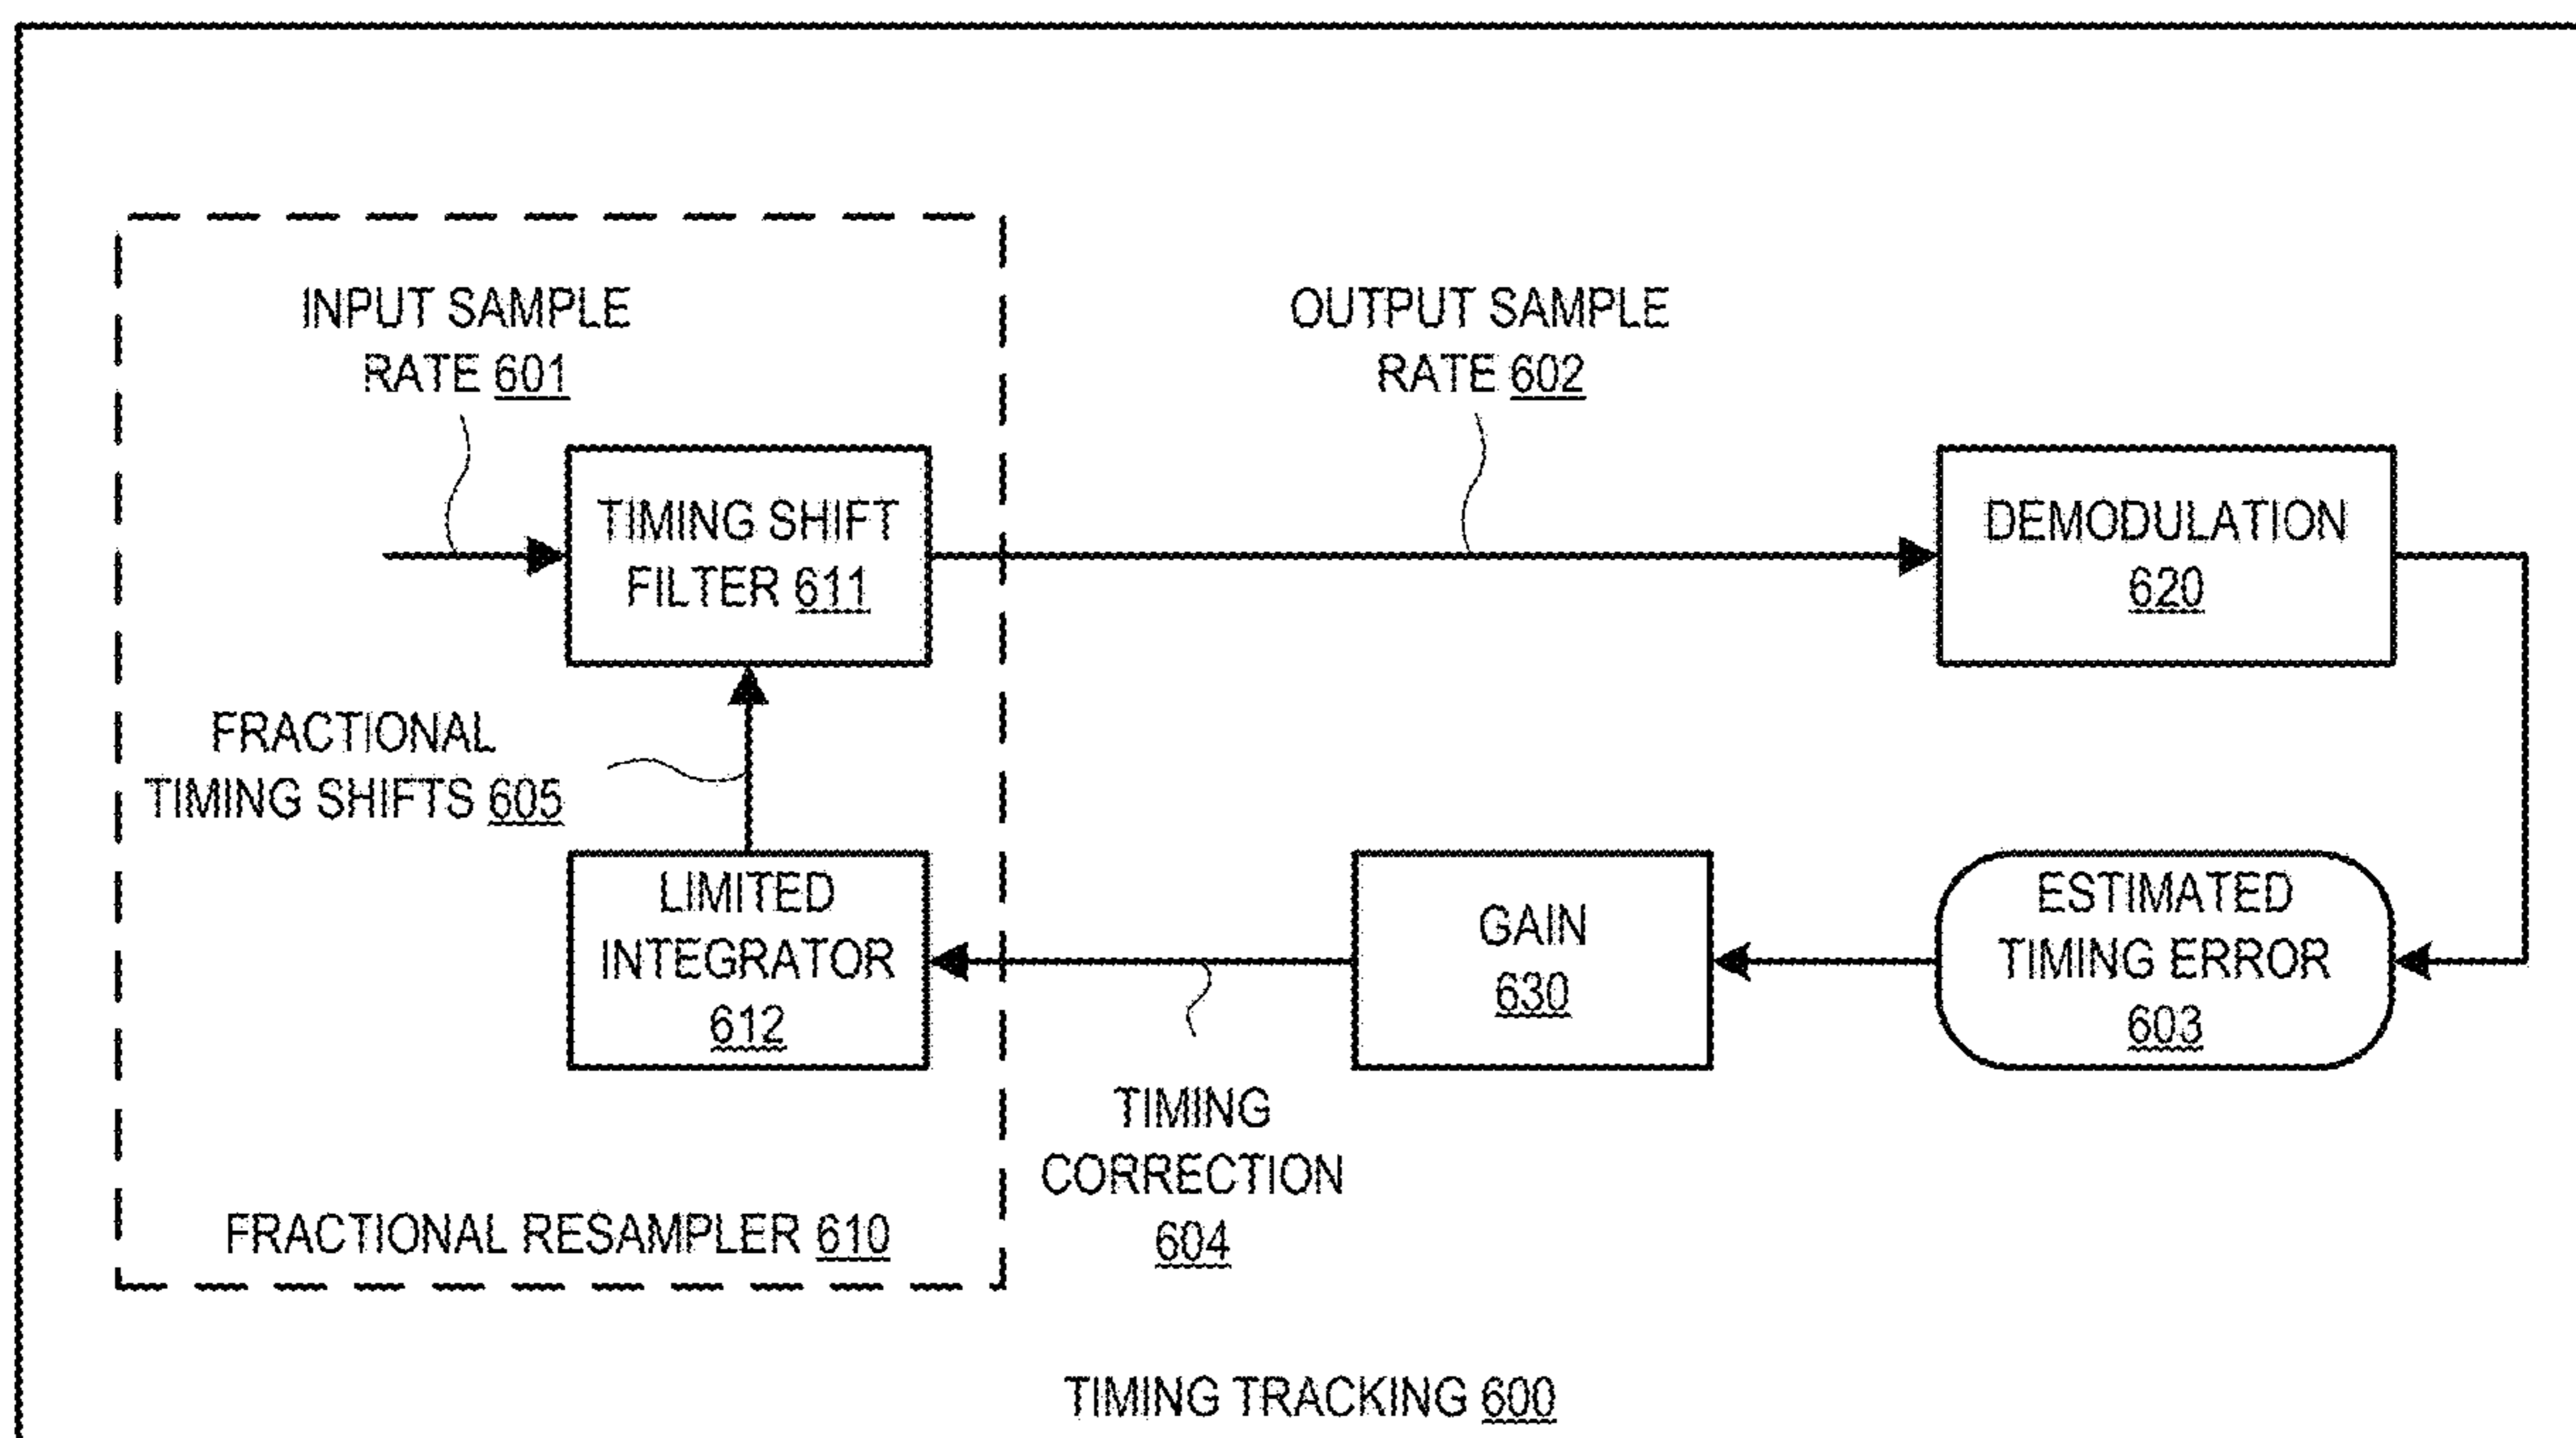 INPUT SAMPLE
RATE 601
OUTPUT SAMPLE
RATE 602
TIMING SHIFT
FILTER 611
DEMODULATION
620
FRACTIONAL
TIMING SHIFTS 605
LIMITED
INTEGRATOR
612
GAIN
630
ESTIMATED
TIMING ERROR
603
TIMING
CORRECTION
604
FRACTIONAL RESAMPLER 610
TIMING TRACKING 600